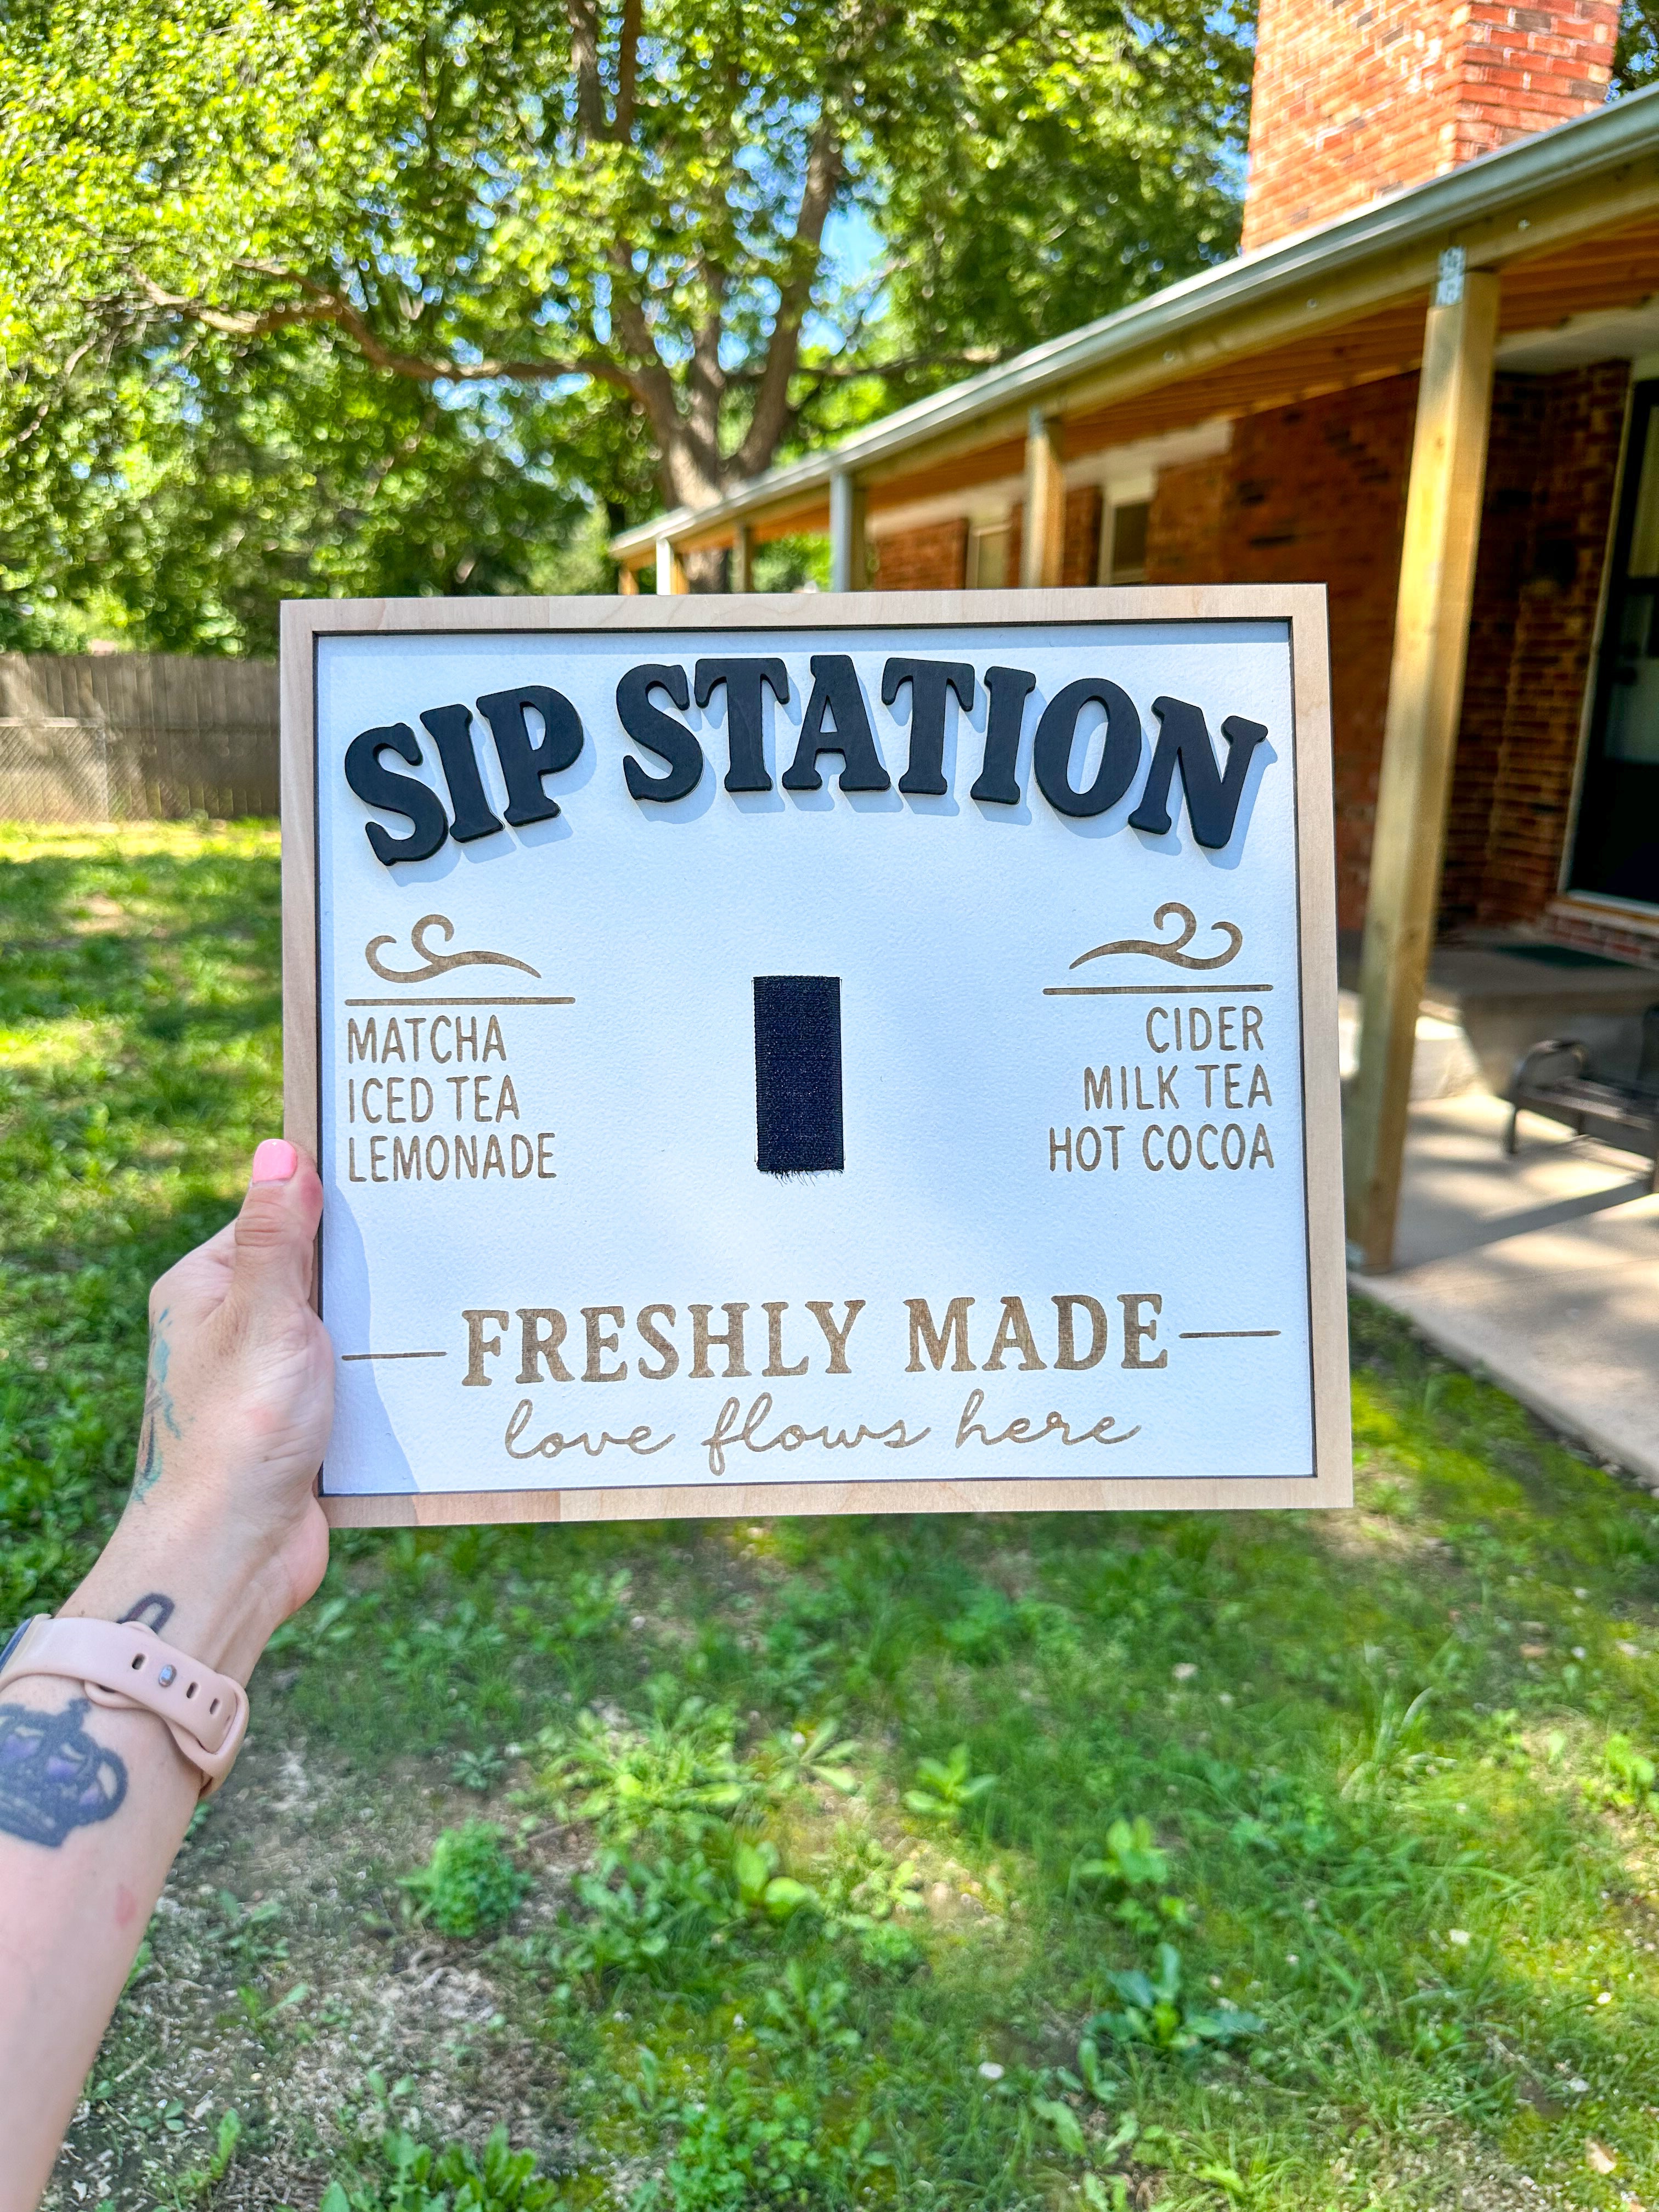 SIP STATION
MATCHA
ICED TEA
LEMONADE
CIDER
MILK TEA
HOT COCOA
FRESHLY MADE
love flows here